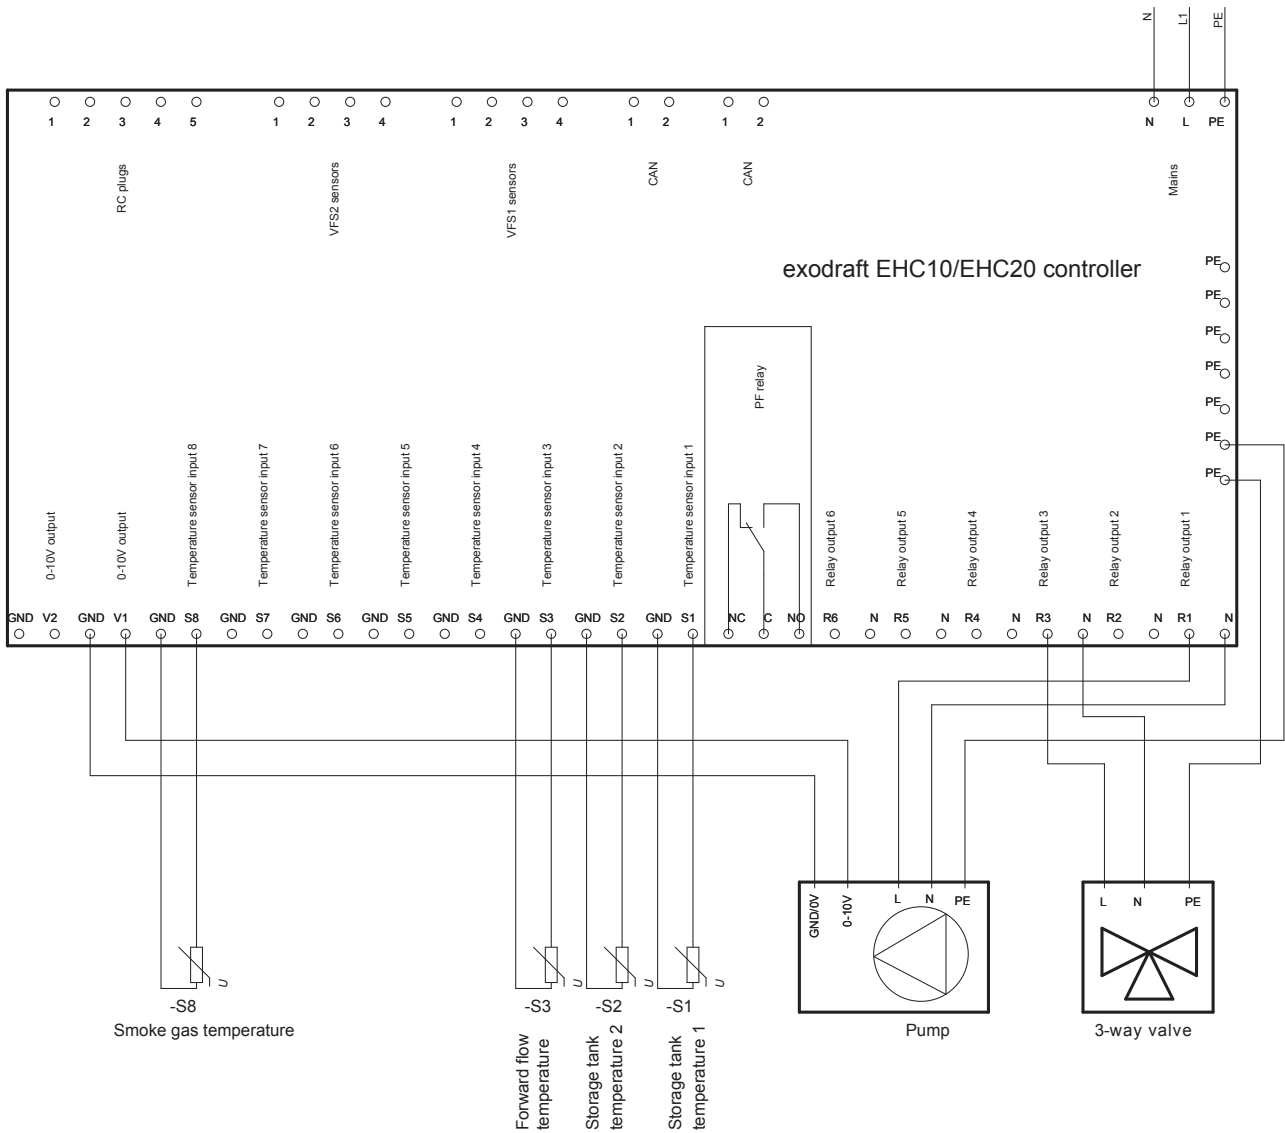 N L1 PE
1 2 3 4 5 1 2 3 4 1 2 3 4 1 2 1 2 N L PE
RC plugs
VFS2 sensors
VFS1 sensors
CAN
CAN
Mains
exodraft EHC10/EHC20 controller
PE
PE
PE
PE
PE
PE
PE
PF relay
0-10V output
0-10V output
Temperature sensor input 8
Temperature sensor input 7
Temperature sensor input 6
Temperature sensor input 5
Temperature sensor input 4
Temperature sensor input 3
Temperature sensor input 2
Temperature sensor input 1
Relay output 6
Relay output 5
Relay output 4
Relay output 3
Relay output 2
Relay output 1
GND V2 GND V1 GND S8 GND S7 GND S6 GND S5 GND S4 GND S3 GND S2 GND S1 NC C NO R6 N R5 N R4 N R3 N R2 N R1 N
GND/0V
0-10V
L N PE
L N PE
U U U U
-S8
Smoke gas temperature
-S3
Forward flow
temperature
-S2
Storage tank
temperature 2
-S1
Storage tank
temperature 1
Pump
3-way valve